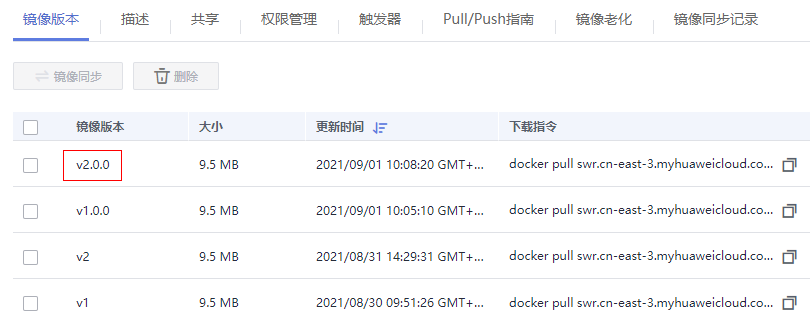 镜像版本 描述 共享 权限管理 触发器 Pull/Push指南 镜像老化 镜像同步记录
镜像同步 删除
镜像版本 大小 更新时间 下载指令
v2.0.0 9.5 MB 2021/09/01 10:08:20 GMT+... docker pull swr.cn-east-3.myhuaweicloud.co...
v1.0.0 9.5 MB 2021/09/01 10:05:10 GMT+... docker pull swr.cn-east-3.myhuaweicloud.co...
v2 9.5 MB 2021/08/31 14:29:31 GMT+... docker pull swr.cn-east-3.myhuaweicloud.co...
v1 9.5 MB 2021/08/30 09:51:26 GMT+... docker pull swr.cn-east-3.myhuaweicloud.co...